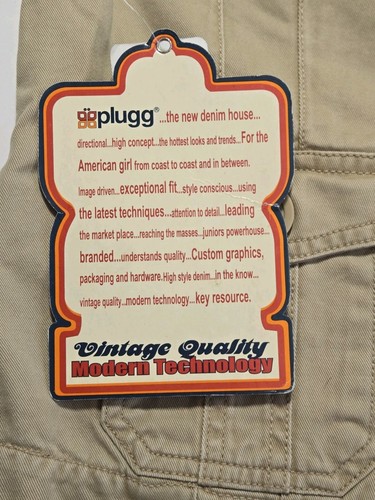 plugg® ...the new denim house...
directional...high concept...the hottest looks and trends...For the
American girl from coast to coast and in between.
Image driven...exceptional fit...style conscious...using
the latest techniques...attention to detail...leading
the market place...reaching the masses...juniors powerhouse...
branded...understands quality...Custom graphics,
packaging and hardware.High style denim...in the know...
vintage quality...modern technology...key resource.
Vintage Quality
Modern Technology